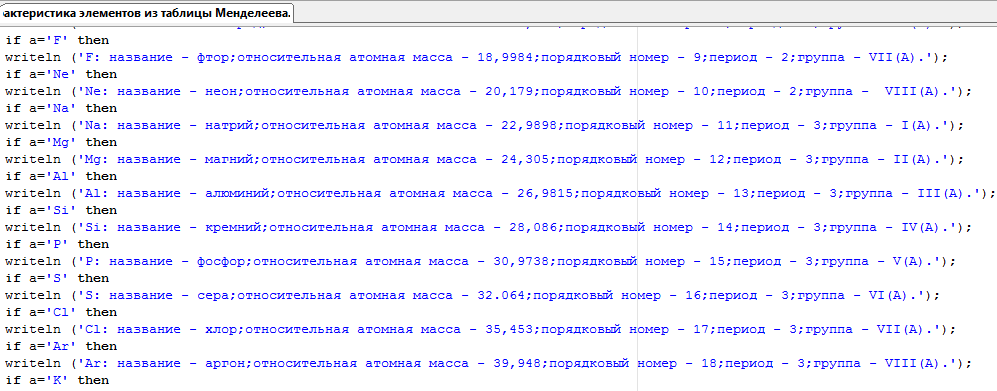 актеристика элементов из таблицы Менделеева.
if a='F' then
writeln ('F: название - фтор;относительная атомная масса - 18,9984;порядковый номер - 9;период - 2;группа - VII(A).');
if a='Ne' then
writeln ('Ne: название - неон;относительная атомная масса - 20,179;порядковый номер - 10;период - 2;группа -  VIII(A).');
if a='Na' then
writeln ('Na: название - натрий;относительная атомная масса - 22,9898;порядковый номер - 11;период - 3;группа - I(A).');
if a='Mg' then
writeln ('Mg: название - магний;относительная атомная масса - 24,305;порядковый номер - 12;период - 3;группа - II(A).');
if a='Al' then
writeln ('Al: название - алюминий;относительная атомная масса - 26,9815;порядковый номер - 13;период - 3;группа - III(A).');
if a='Si' then
writeln ('Si: название - кремний;относительная атомная масса - 28,086;порядковый номер - 14;период - 3;группа - IV(A).');
if a='P' then
writeln ('P: название - фосфор;относительная атомная масса - 30,9738;порядковый номер - 15;период - 3;группа - V(A).');
if a='S' then
writeln ('S: название - сера;относительная атомная масса - 32.064;порядковый номер - 16;период - 3;группа - VI(A).');
if a='Cl' then
writeln ('Cl: название - хлор;относительная атомная масса - 35,453;порядковый номер - 17;период - 3;группа - VII(A).');
if a='Ar' then
writeln ('Ar: название - аргон;относительная атомная масса - 39,948;порядковый номер - 18;период - 3;группа - VIII(A).');
if a='K' then